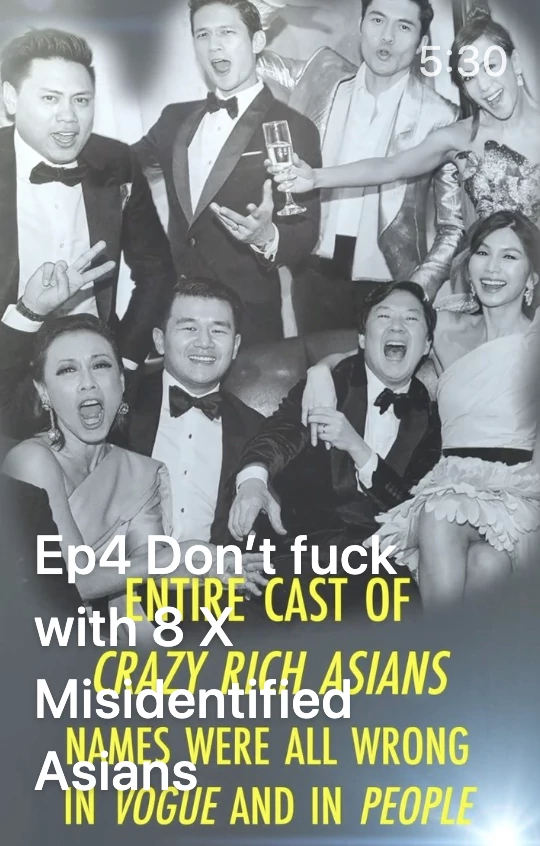 5:30
Ep4 Don't fuck
ENTIRE CAST OF
with 8 X
CRAZY RICH ASIANS
Misidentified
NAMES WERE ALL WRONG
Asians
IN VOGUE AND IN PEOPLE